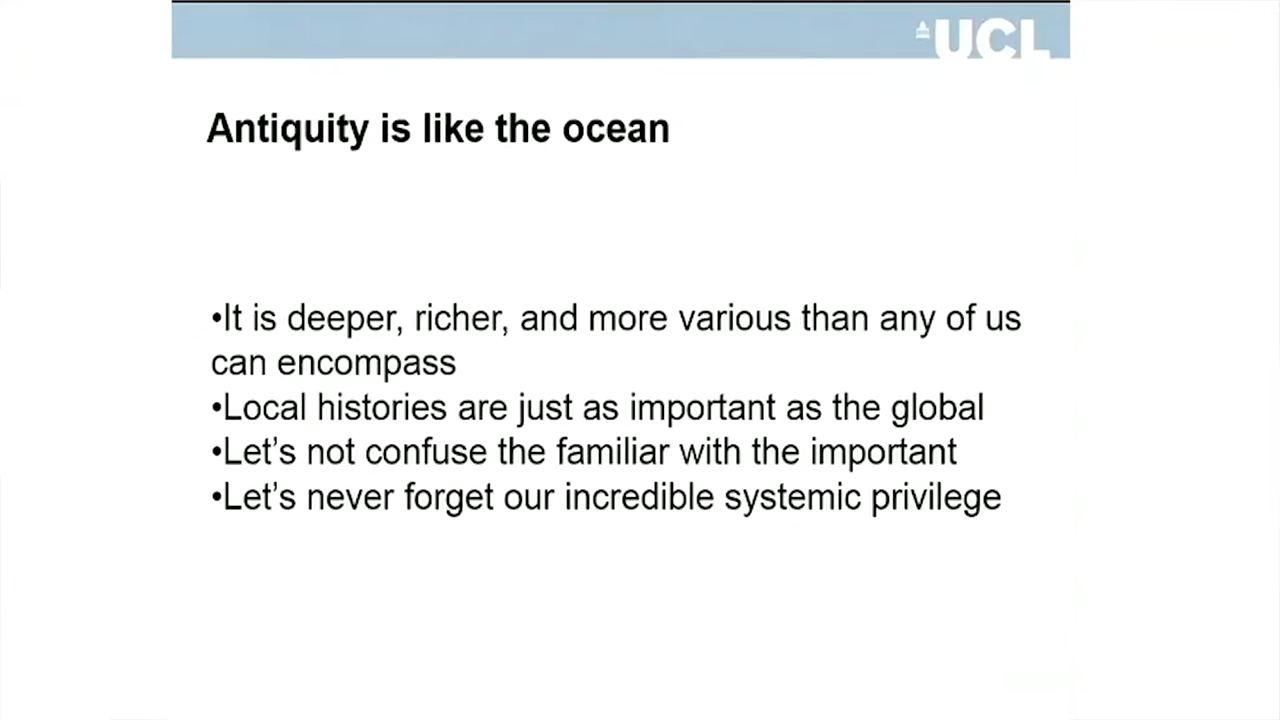 UCL
Antiquity is like the ocean
•It is deeper, richer, and more various than any of us
can encompass
•Local histories are just as important as the global
•Let's not confuse the familiar with the important
•Let's never forget our incredible systemic privilege